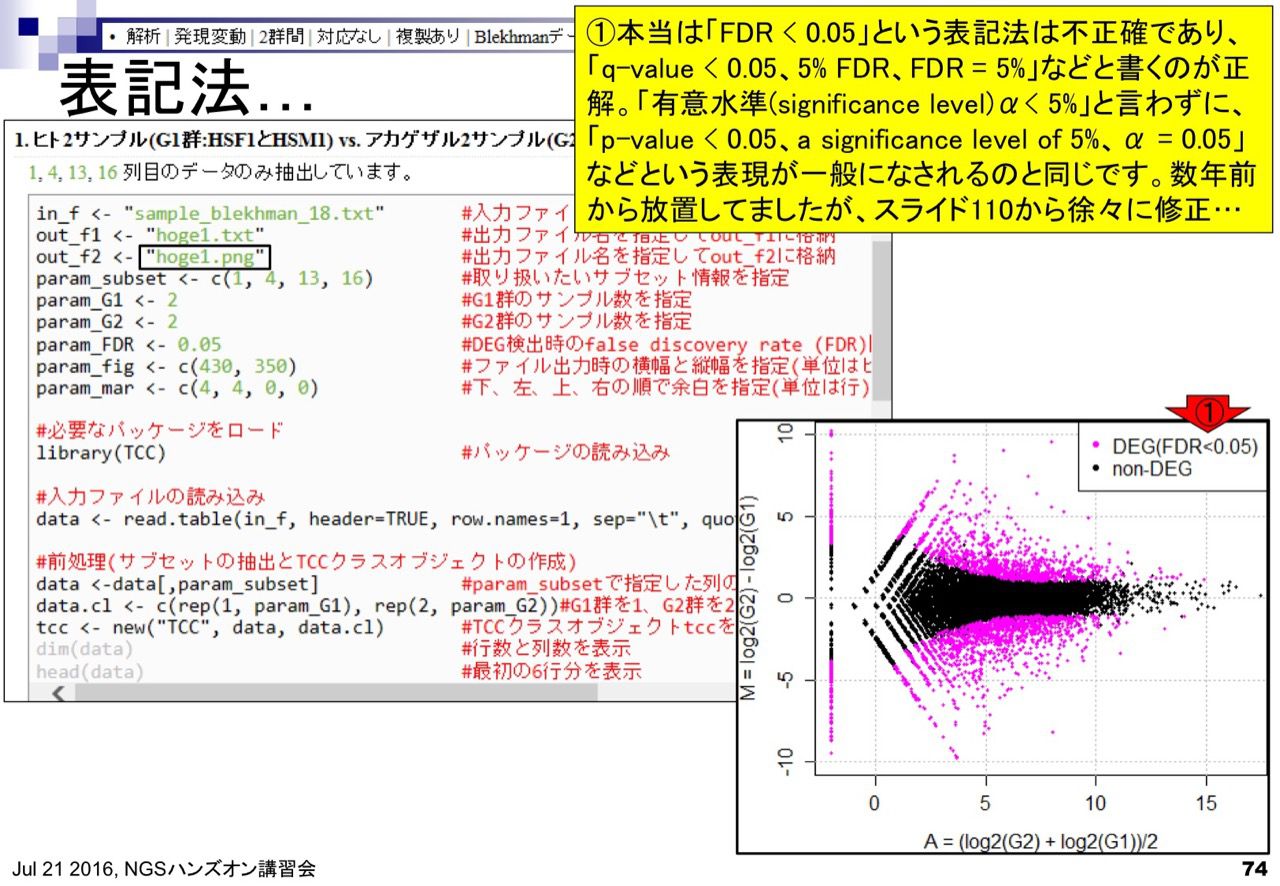 • 解析 | 発現変動 | 2群間 | 対応なし | 複製あり | Blekhmanデー
表記法…
①本当は「FDR < 0.05」という表記法は不正確であり、
「q-value < 0.05、5% FDR、FDR = 5%」などと書くのが正
解。「有意水準(significance level) α < 5%」と言わずに、
「p-value < 0.05、a significance level of 5%、 α = 0.05」
などという表現が一般になされるのと同じです。数年前
から放置してましたが、スライド110から徐々に修正…
1. ヒト2サンプル(G1群:HSF1とHSM1) vs. アカゲザル2サンプル(G2
1, 4, 13, 16 列目のデータのみ抽出しています。
in_f <- "sample_blekhman_18.txt" #入力ファイ
out_f1 <- "hoge1.txt" #出力ファイル名を指定してout_f1に格納
out_f2 <- "hoge1.png" #出力ファイル名を指定してout_f2に格納
param_subset <- c(1, 4, 13, 16) #取り扱いたいサブセット情報を指定
param_G1 <- 2 #G1群のサンプル数を指定
param_G2 <- 2 #G2群のサンプル数を指定
param_FDR <- 0.05 #DEG検出時のfalse discovery rate (FDR)
param_fig <- c(430, 350) #ファイル出力時の横幅と縦幅を指定(単位はピ
param_mar <- c(4, 4, 0, 0) #下、左、上、右の順で余白を指定(単位は行)
#必要なパッケージをロード
library(TCC) #パッケージの読み込み
#入力ファイルの読み込み
data <- read.table(in_f, header=TRUE, row.names=1, sep="\t", quo
#前処理(サブセットの抽出とTCCクラスオブジェクトの作成)
data <-data[,param_subset] #param_subsetで指定した列の
data.cl <- c(rep(1, param_G1), rep(2, param_G2))#G1群を1、G2群を2
tcc <- new("TCC", data, data.cl) #TCCクラスオブジェクトtccを
dim(data) #行数と列数を表示
head(data) #最初の6行分を表示
①
DEG(FDR<0.05)
non-DEG
M = log2(G2) - log2(G1)
10
5
0
-5
-10
0 5 10 15
A = (log2(G2) + log2(G1))/2
Jul 21 2016, NGSハンズオン講習会
74